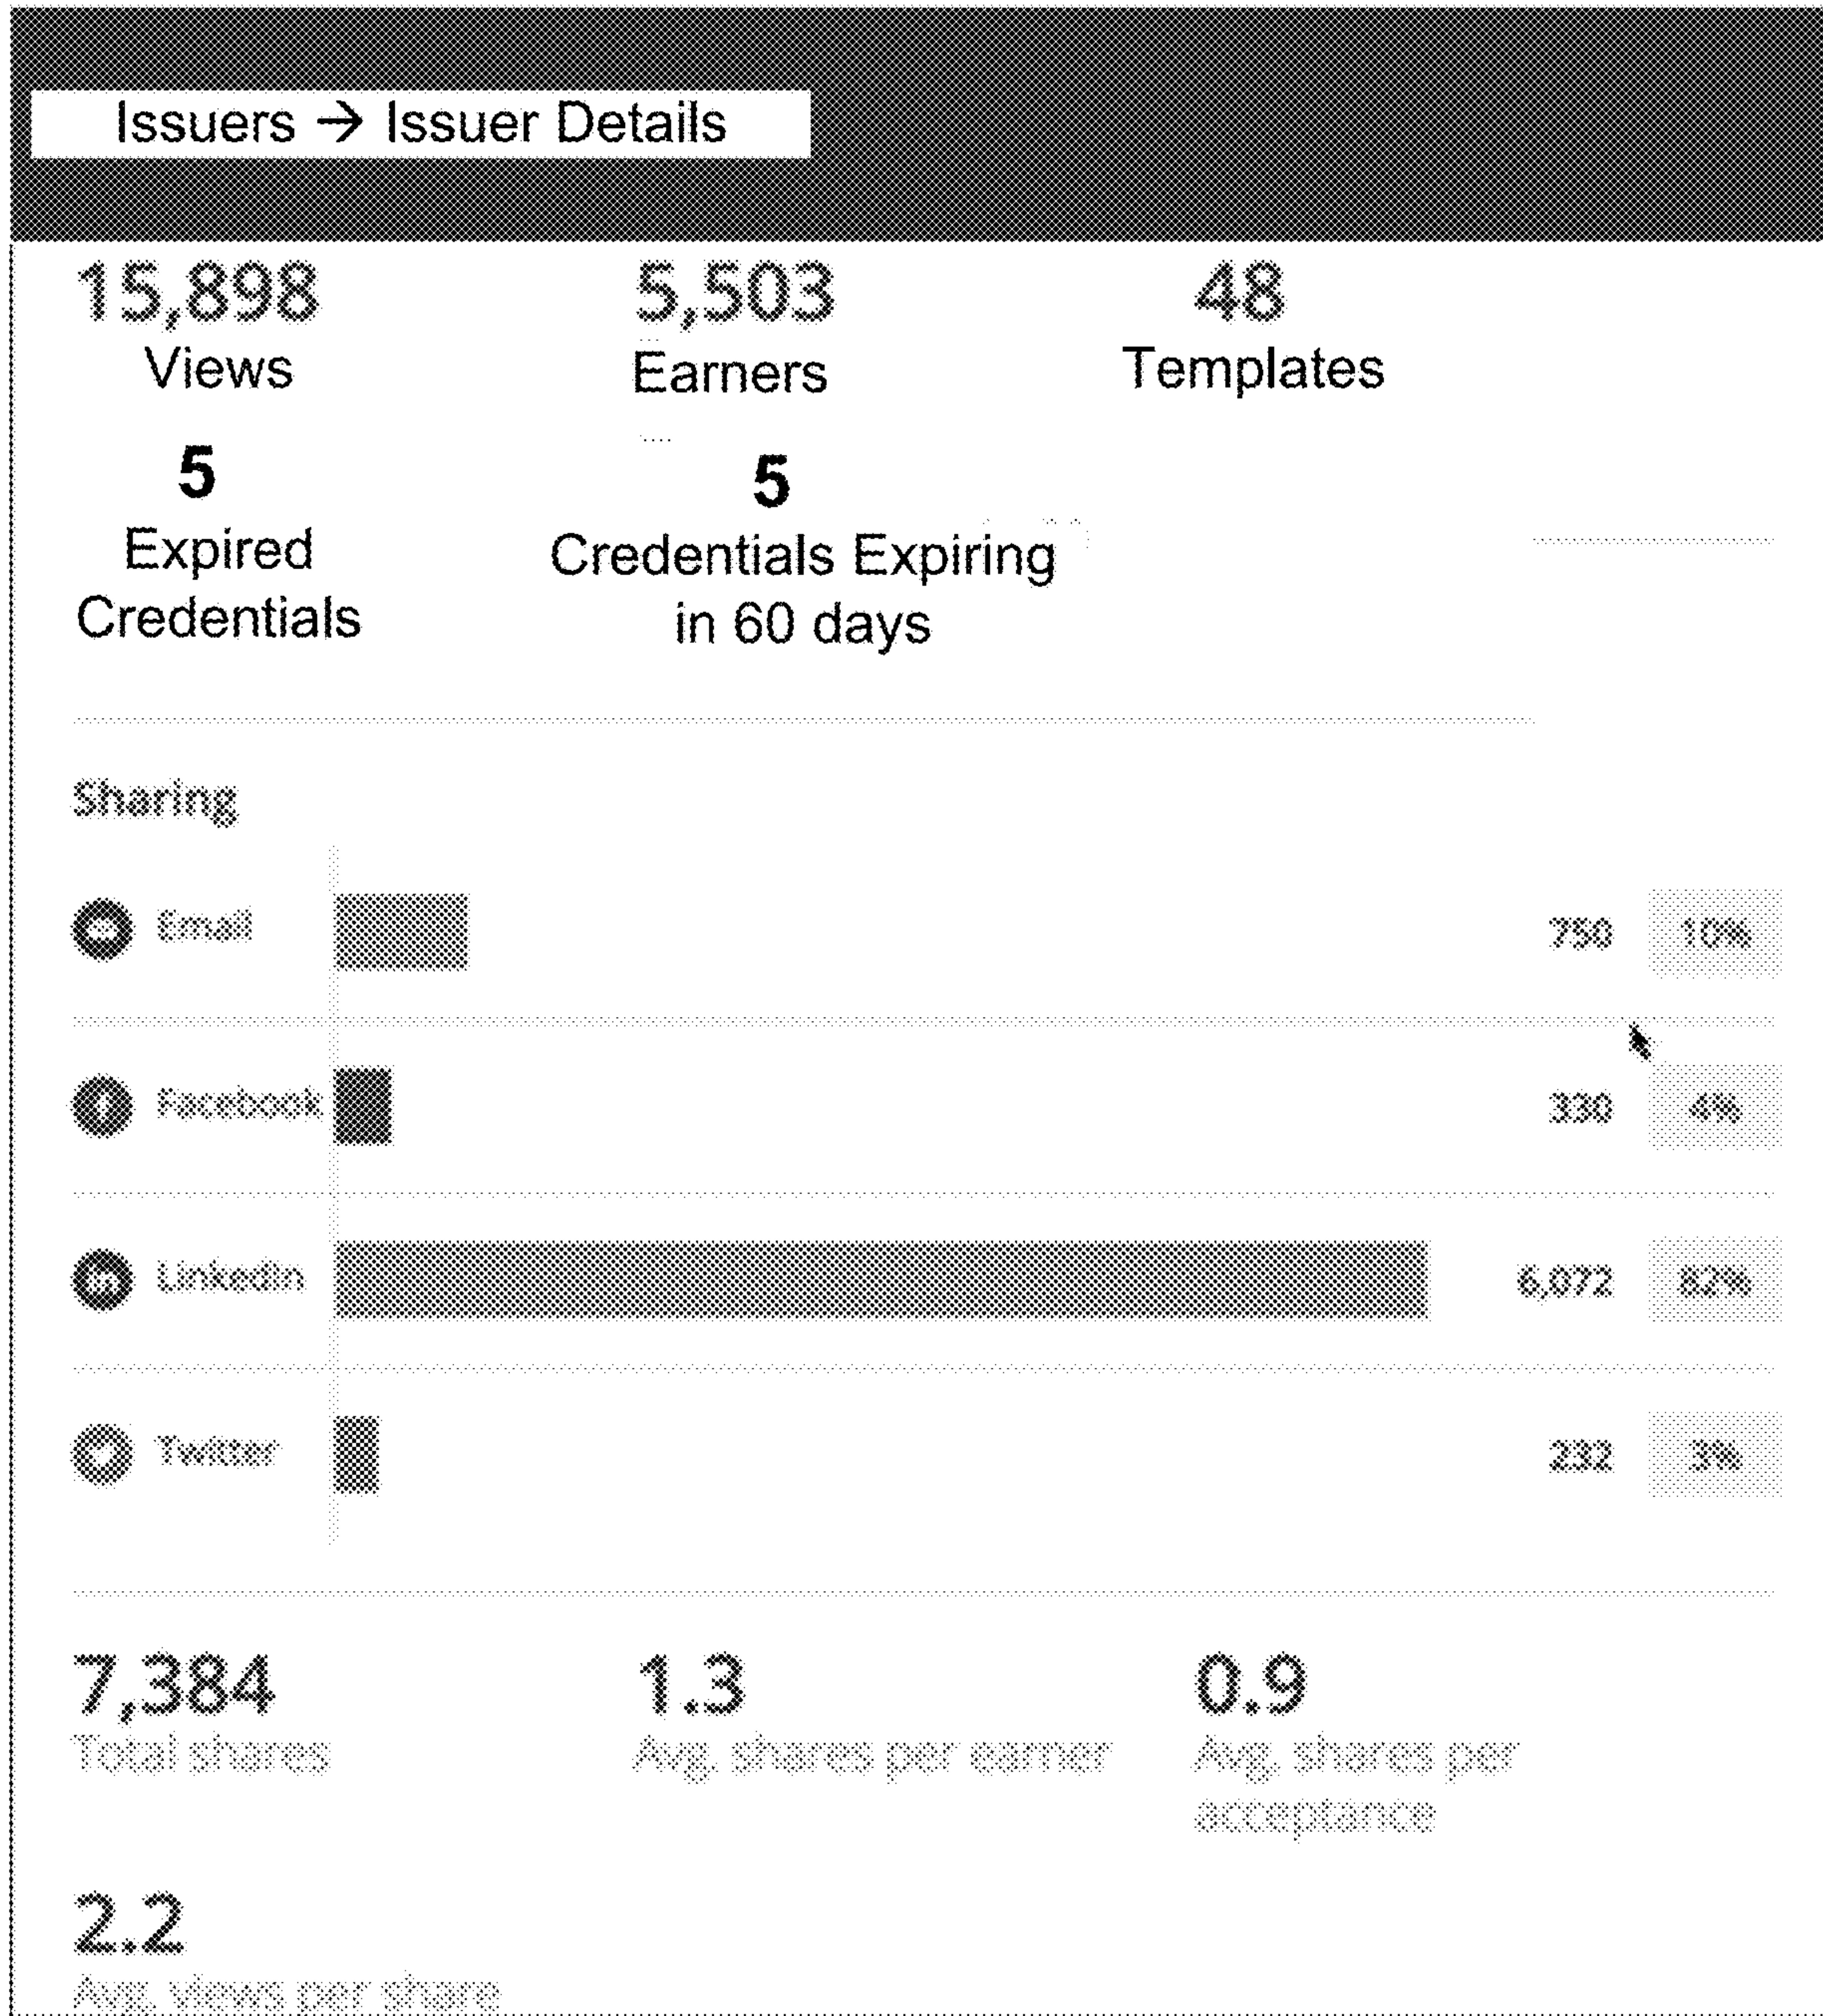 Issuers → Issuer Details
15,898 5,503 48
Views Earners Templates
5 5
Expired Credentials Expiring
Credentials in 60 days
Sharing
Email 750 10%
Facebook 330 4%
in LinkedIn 6,072 82%
Twitter 232 3%
7,384 1.3 0.9
Total shares Avg. shares per earner Avg. shares per
acceptance
2.2
Avg. views per share